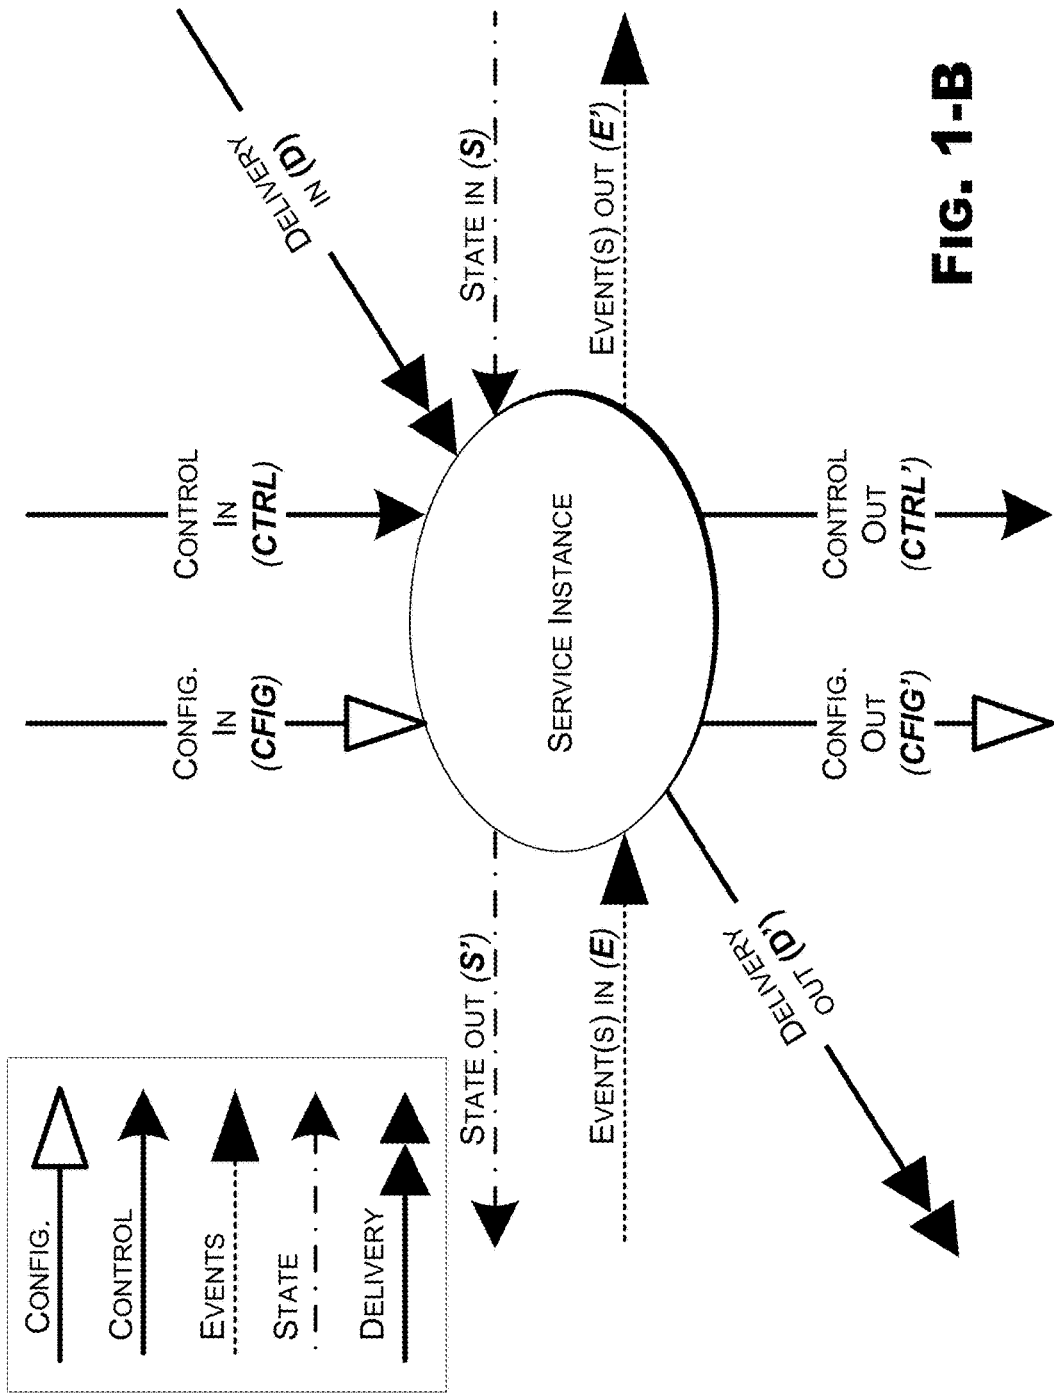 CONFIG.
CONTROL
EVENTS
STATE
DELIVERY
CONFIG.
IN
(CFIG)
CONTROL
IN
(CTRL)
DELIVERY
IN (D)
STATE OUT (S')
STATE IN (S)
SERVICE INSTANCE
EVENT(S) IN (E)
EVENT(S) OUT (E')
DELIVERY
OUT (D')
CONFIG.
OUT
(CFIG')
CONTROL
OUT
(CTRL')
FIG. 1-B